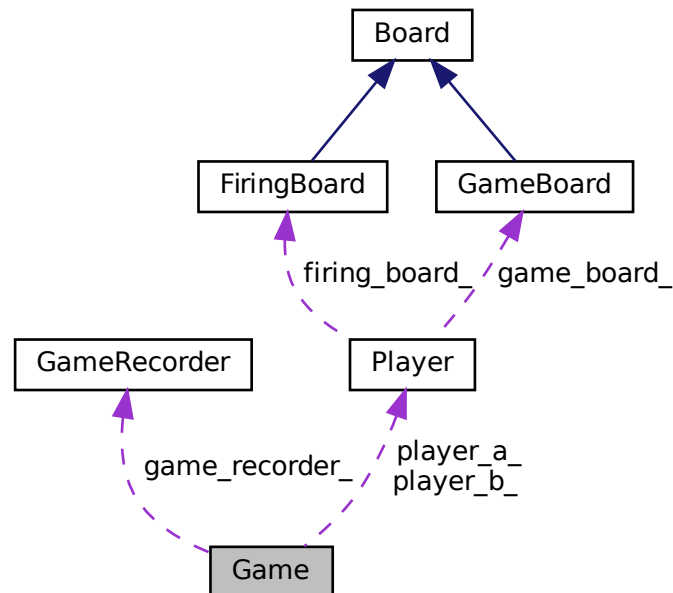 Board
FiringBoard
GameBoard
firing_board_
game_board_
GameRecorder
Player
game_recorder_
player_a_
player_b_
Game